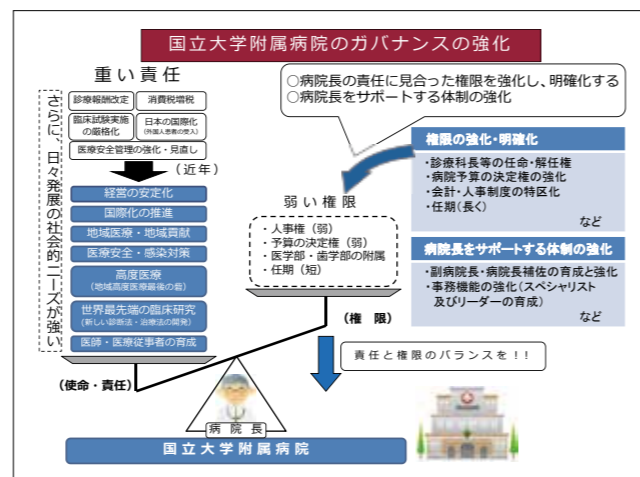 国立大学附属病院のガバナンスの強化
重い責任
さらに、日々発展の社会的ニーズが強い
診療報酬改定
消費税増税
臨床試験実施
の厳格化
日本の国際化
(外国人患者の受入)
医療安全管理の強化・見直し
(近年)
経営の安定化
国際化の推進
地域医療・地域貢献
医療安全・感染対策
高度医療
(地域高度医療最後の砦)
世界最先端の臨床研究
(新しい診断法・治療法の開発)
医師・医療従事者の育成
(使命・責任)
○病院長の責任に見合った権限を強化し、明確化する
○病院長をサポートする体制の強化
弱い権限
・人事権(弱)
・予算の決定権(弱)
・医学部・歯学部の附属
・任期(短)
(権 限)
権限の強化・明確化
・診療科長等の任命・解任権
・病院予算の決定権の強化
・会計・人事制度の特区化
・任期(長く)
など
病院長をサポートする体制の強化
・副病院長・病院長補佐の育成と強化
・事務機能の強化(スペシャリスト
及びリーダーの育成)
など
責任と権限のバランスを!!
病 院 長
国立大学附属病院